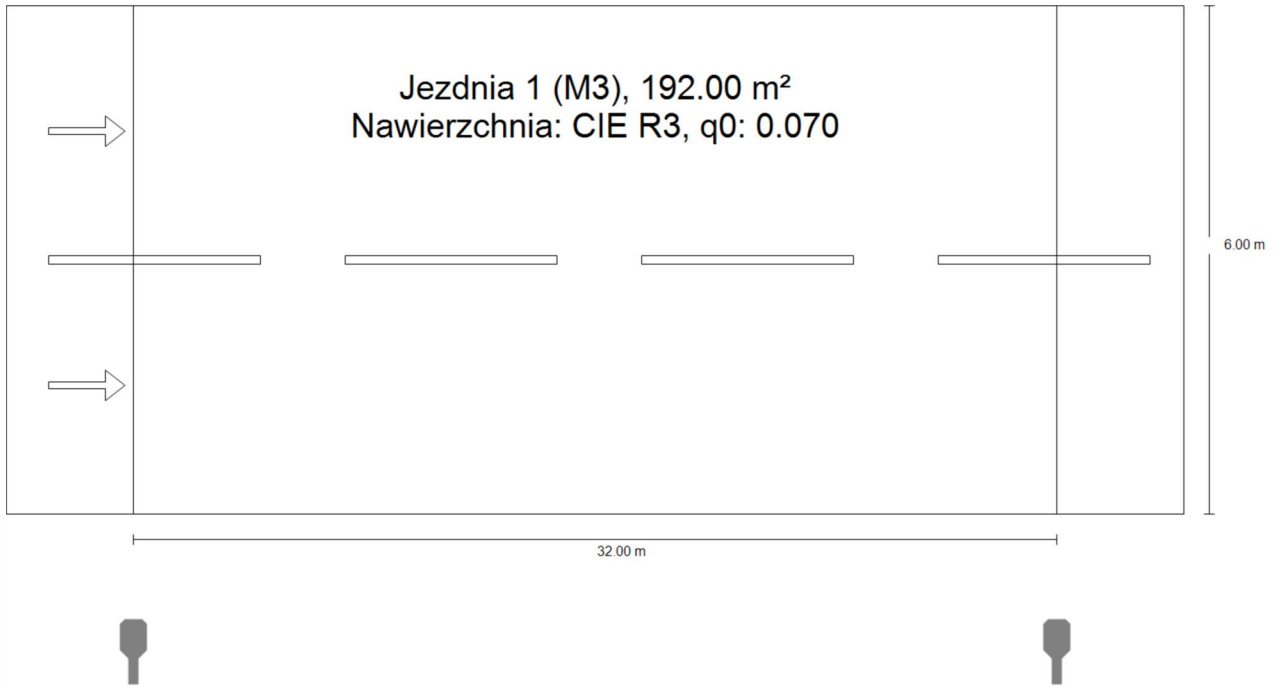 Jezdnia 1 (M3), 192.00 m²
Nawierzchnia: CIE R3, q0: 0.070
6.00 m
32.00 m